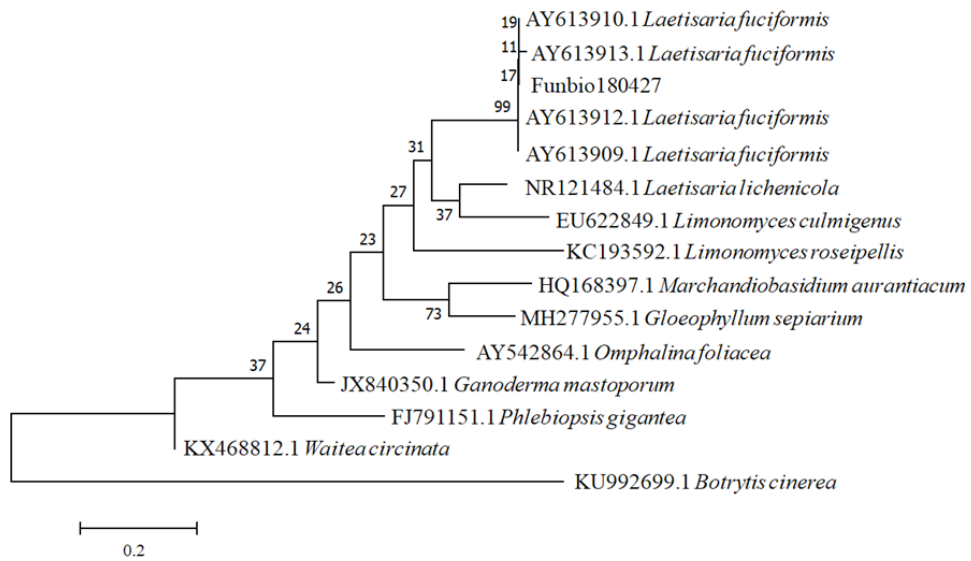 19
AY613910.1 Laetisaria fuciformis
11
AY613913.1 Laetisaria fuciformis
17
Funbio180427
99
AY613912.1 Laetisaria fuciformis
31
AY613909.1 Laetisaria fuciformis
27
NR121484.1 Laetisaria lichenicola
37
EU622849.1 Limonomyces culmigenus
23
KC193592.1 Limonomyces roseipellis
26
HQ168397.1 Marchandiobasidium aurantiacum
73
MH277955.1 Gloeophyllum sepiarium
24
AY542864.1 Omphalina foliacea
37
JX840350.1 Ganoderma mastoporum
FJ791151.1 Phlebiopsis gigantea
KX468812.1 Waitea circinata
KU992699.1 Botrytis cinerea
0.2